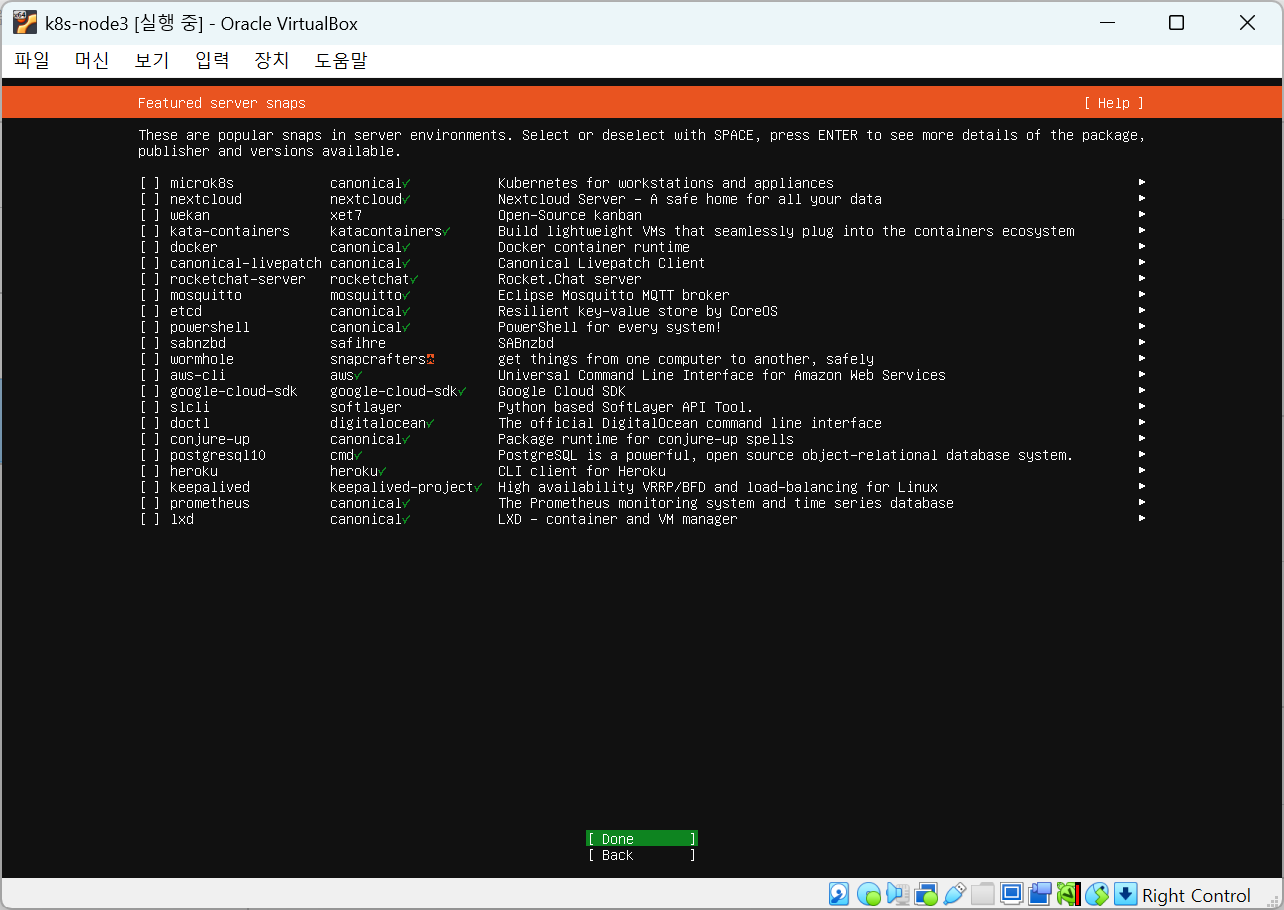 k8s-node3 [실행 중] - Oracle VirtualBox
파일 머신 보기 입력 장치 도움말
Featured server snaps [ Help ]
These are popular snaps in server environments. Select or deselect with SPACE, press ENTER to see more details of the package,
publisher and versions available.
[ ] microk8s canonical✓ Kubernetes for workstations and appliances ▸
[ ] nextcloud nextcloud✓ Nextcloud Server - A safe home for all your data ▸
[ ] wekan xet7 Open-Source kanban ▸
[ ] kata-containers katacontainers✓ Build lightweight VMs that seamlessly plug into the containers ecosystem ▸
[ ] docker canonical✓ Docker container runtime ▸
[ ] canonical-livepatch canonical✓ Canonical Livepatch Client ▸
[ ] rocketchat-server rocketchat✓ Rocket.Chat server ▸
[ ] mosquitto mosquitto✓ Eclipse Mosquitto MQTT broker ▸
[ ] etcd canonical✓ Resilient key-value store by CoreOS ▸
[ ] powershell canonical✓ PowerShell for every system! ▸
[ ] sabnzbd safihre SABnzbd ▸
[ ] wormhole snapcrafters get things from one computer to another, safely ▸
[ ] aws-cli aws✓ Universal Command Line Interface for Amazon Web Services ▸
[ ] google-cloud-sdk google-cloud-sdk✓ Google Cloud SDK ▸
[ ] slcli softlayer Python based SoftLayer API Tool. ▸
[ ] doctl digitalocean✓ The official DigitalOcean command line interface ▸
[ ] conjure-up canonical✓ Package runtime for conjure-up spells ▸
[ ] postgresql10 cmd✓ PostgreSQL is a powerful, open source object-relational database system. ▸
[ ] heroku heroku✓ CLI client for Heroku ▸
[ ] keepalived keepalived-project✓ High availability VRRP/BFD and load-balancing for Linux ▸
[ ] prometheus canonical✓ The Prometheus monitoring system and time series database ▸
[ ] lxd canonical✓ LXD - container and VM manager ▸
[ Done ]
[ Back ]
Right Control